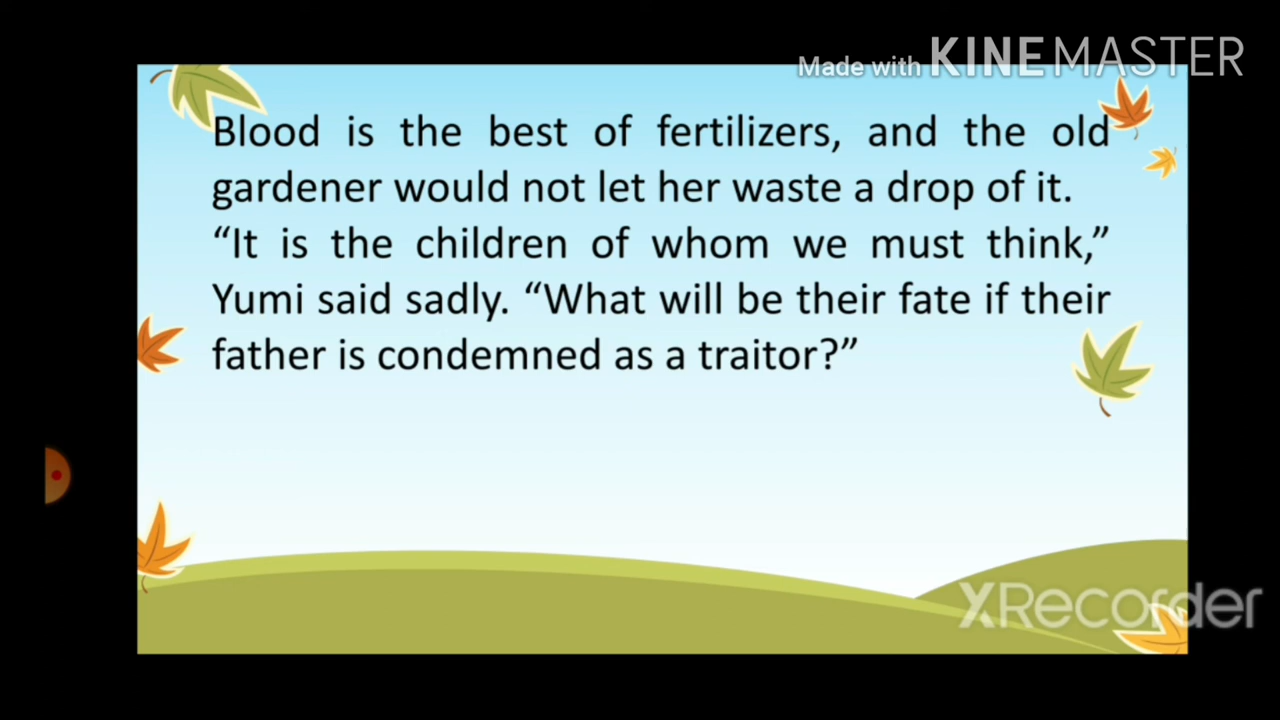 Made with KINEMASTER
Blood is the best of fertilizers, and the old
gardener would not let her waste a drop of it.
“It is the children of whom we must think,”
Yumi said sadly. “What will be their fate if their
father is condemned as a traitor?”
XRecorder